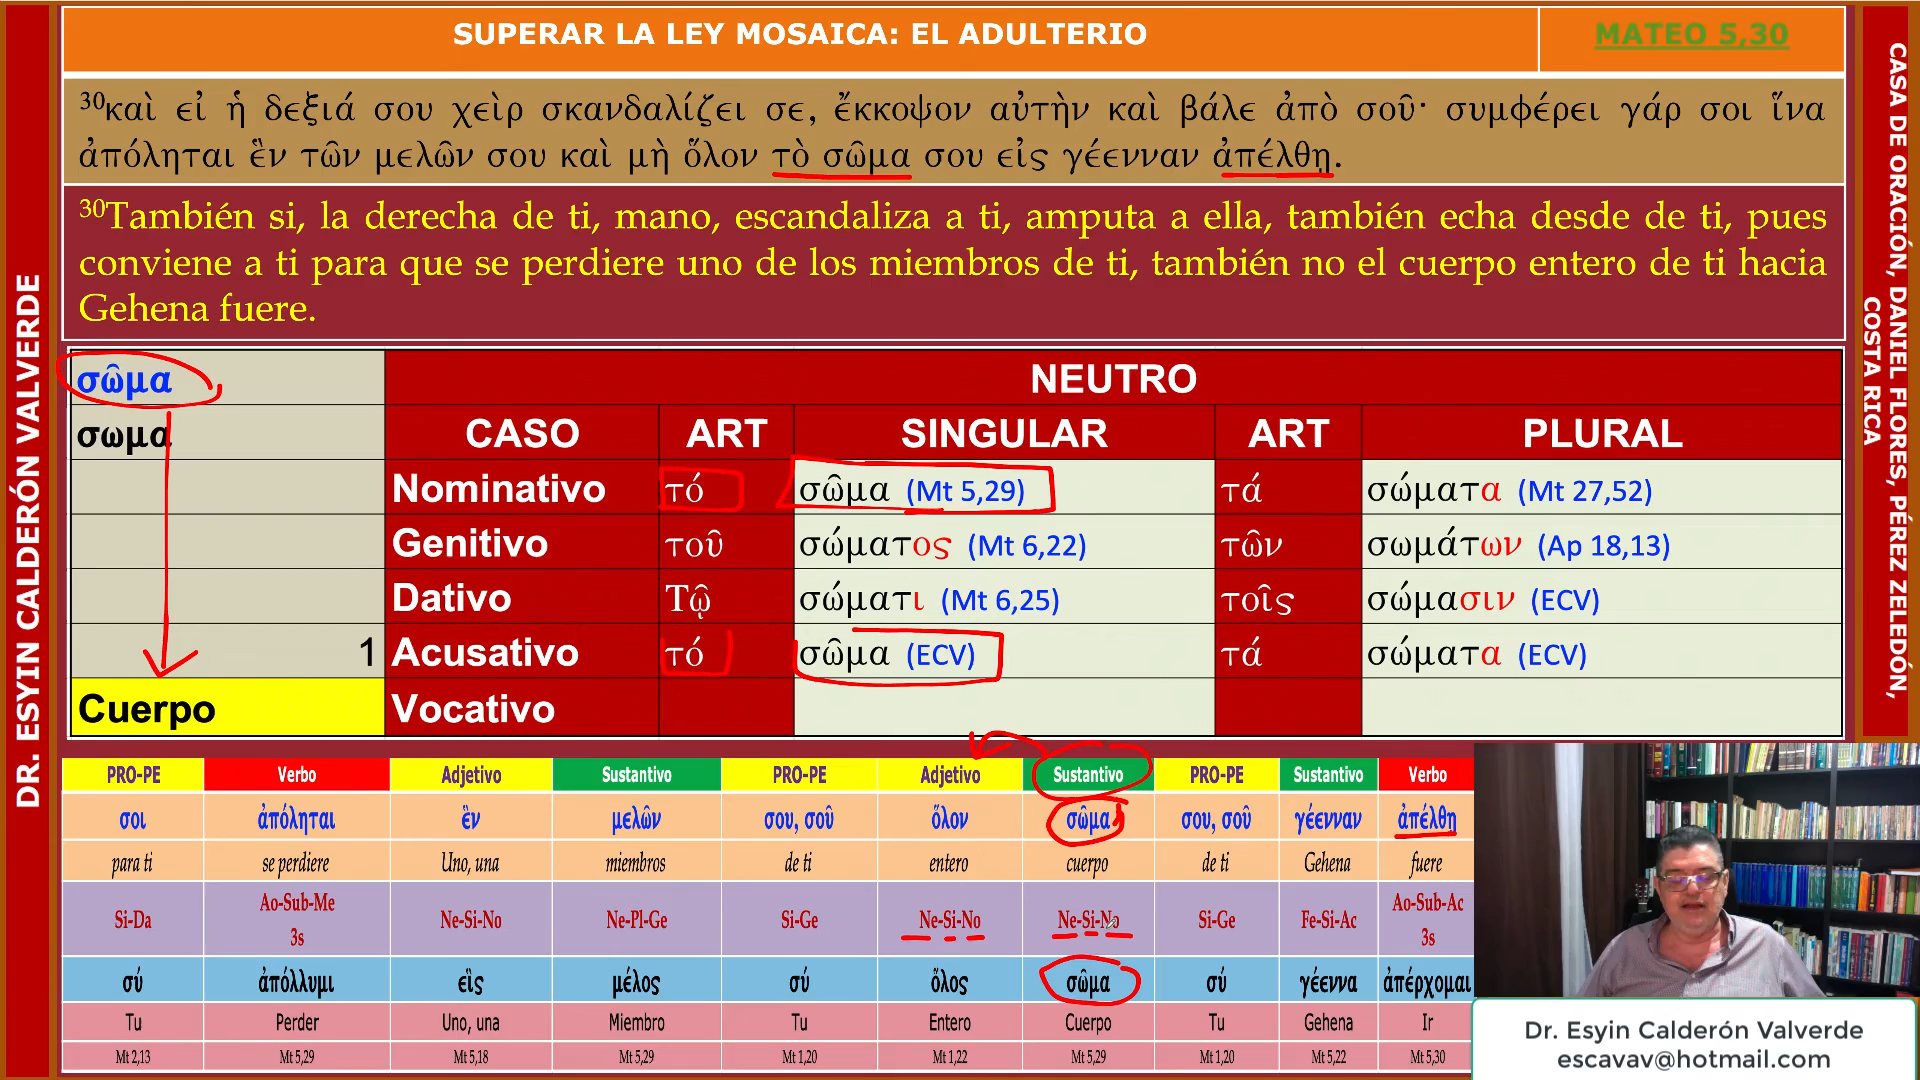 SUPERAR LA LEY MOSAICA: EL ADULTERIO
MATEO 5,30
³⁰καὶ εἰ ἡ δεξιά σου χεὶρ σκανδαλίζει σε, ἔκκοψον αὐτὴν καὶ βάλε ἀπὸ σοῦ· συμφέρει γάρ σοι ἵνα
ἀπόληται ἓν τῶν μελῶν σου καὶ μὴ ὅλον τὸ σῶμα σου εἰς γέενναν ἀπέλθῃ.
³⁰También si, la derecha de ti, mano, escandaliza a ti, amputa a ella, también echa desde de ti, pues
conviene a ti para que se perdiere uno de los miembros de ti, también no el cuerpo entero de ti hacia
Gehena fuere.
σῶμα NEUTRO
σωμα CASO ART SINGULAR ART PLURAL
Nominativo τό σῶμα (Mt 5,29) τά σώματα (Mt 27,52)
Genitivo τοῦ σώματος (Mt 6,22) τῶν σωμάτων (Ap 18,13)
Dativo Τῷ σώματι (Mt 6,25) τοῖς σώμασιν (ECV)
1 Acusativo τό σῶμα (ECV) τά σώματα (ECV)
Cuerpo Vocativo
PRO-PE Verbo Adjetivo Sustantivo PRO-PE Adjetivo Sustantivo PRO-PE Sustantivo Verbo
σοι ἀπόληται ἓν μελῶν σου, σοῦ ὅλον σῶμα σου, σοῦ γέενναν ἀπέλθῃ
para ti se perdiere Uno, una miembros de ti entero cuerpo de ti Gehena fuere
Si-Da Ao-Sub-Me 3s Ne-Si-No Ne-Pl-Ge Si-Ge Ne-Si-No Ne-Si-No Si-Ge Fe-Si-Ac Ao-Sub-Ac 3s
σύ ἀπόλλυμι εἷς μέλος σύ ὅλος σῶμα σύ γέεννα ἀπέρχομαι
Tu Perder Uno, una Miembro Tu Entero Cuerpo Tu Gehena Ir
Mt 2,13 Mt 5,29 Mt 5,18 Mt 5,29 Mt 1,20 Mt 1,22 Mt 5,29 Mt 1,20 Mt 5,22 Mt 5,30
Dr. Esyin Calderón Valverde
escavav@hotmail.com
DR. ESYIN CALDERÓN VALVERDE
CASA DE ORACIÓN, DANIEL FLORES, PÉREZ ZELEDÓN,
COSTA RICA